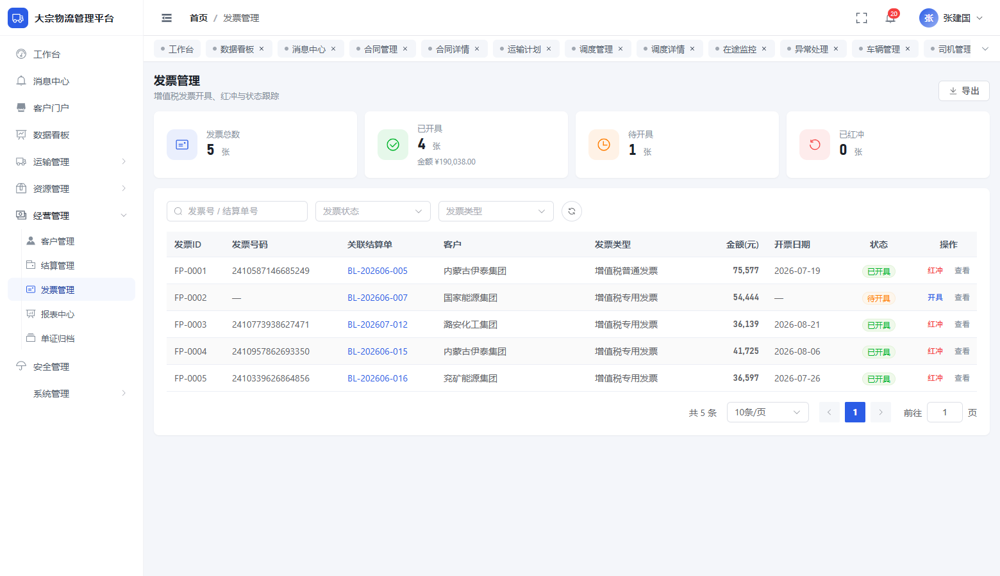 大宗物流管理平台
首页 / 发票管理
20
张 张建国
工作台
消息中心
客户门户
数据看板
运输管理
资源管理
经营管理
客户管理
结算管理
发票管理
报表中心
单证归档
安全管理
系统管理
工作台 数据看板 × 消息中心 × 合同管理 × 合同详情 × 运输计划 × 调度管理 × 调度详情 × 在途监控 × 异常处理 × 车辆管理 × 司机管理
发票管理
增值税发票开具、红冲与状态跟踪
导出
发票总数
5 张
已开具
4 张
金额 ¥190,038.00
待开具
1 张
已红冲
0 张
发票号 / 结算单号 发票状态 发票类型
发票ID 发票号码 关联结算单 客户 发票类型 金额(元) 开票日期 状态 操作
FP-0001 2410587146685249 BL-202606-005 内蒙古伊泰集团 增值税普通发票 75,577 2026-07-19 已开具 红冲 查看
FP-0002 — BL-202606-007 国家能源集团 增值税专用发票 54,444 — 待开具 开具 查看
FP-0003 2410773938627471 BL-202607-012 潞安化工集团 增值税专用发票 36,139 2026-08-21 已开具 红冲 查看
FP-0004 2410957862693350 BL-202606-015 内蒙古伊泰集团 增值税专用发票 41,725 2026-08-06 已开具 红冲 查看
FP-0005 2410339626864856 BL-202606-016 兖矿能源集团 增值税专用发票 36,597 2026-07-26 已开具 红冲 查看
共 5 条 10条/页 1 前往 1 页